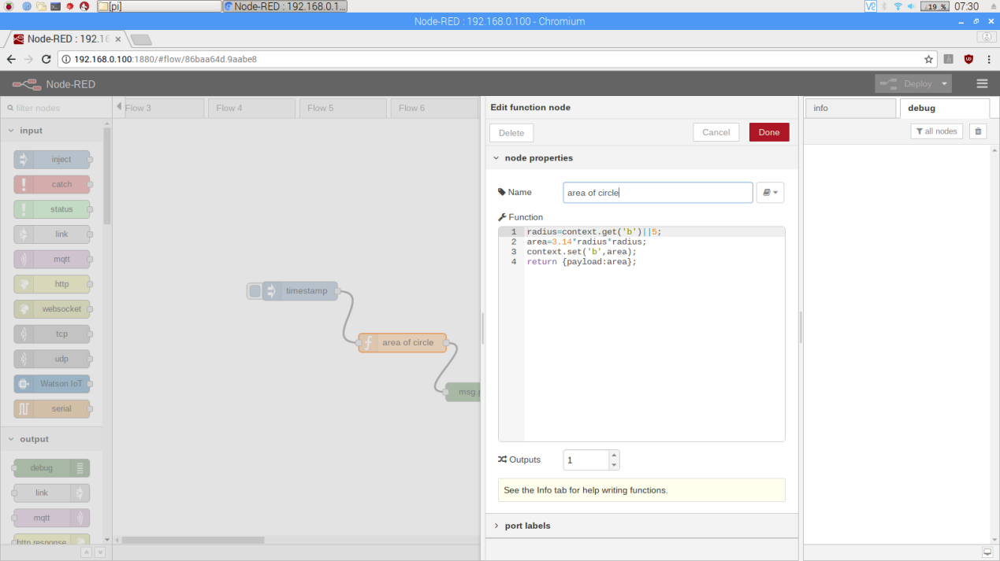 [pi]
Node-RED : 192.168.0.1...
19 %
07:30
Node-RED : 192.168.0.100 - Chromium
Node-RED : 192.16
192.168.0.100:1880/#flow/86baa64d.9aabe8
Node-RED
Deploy
filter nodes
Flow 3
Flow 4
Flow 5
Flow 6
input
inject
catch
status
link
mqtt
http
websocket
tcp
udp
Watson IoT
serial
output
debug
link
mqtt
http response
timestamp
area of circle
msg.p
Edit function node
Delete
Cancel
Done
node properties
Name
area of circle
Function
1 radius=context.get('b')||5;
2 area=3.14*radius*radius;
3 context.set('b',area);
4 return {payload:area};
Outputs
1
See the Info tab for help writing functions.
port labels
info
debug
all nodes